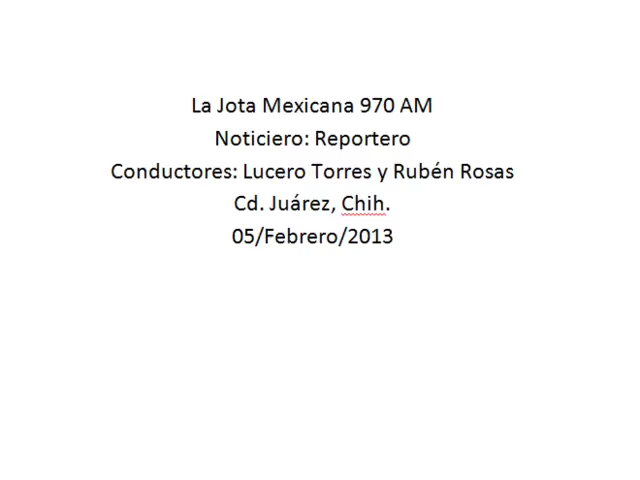 La Jota Mexicana 970 AM
Noticiero: Reportero
Conductores: Lucero Torres y Rubén Rosas
Cd. Juárez, Chih.
05/Febrero/2013